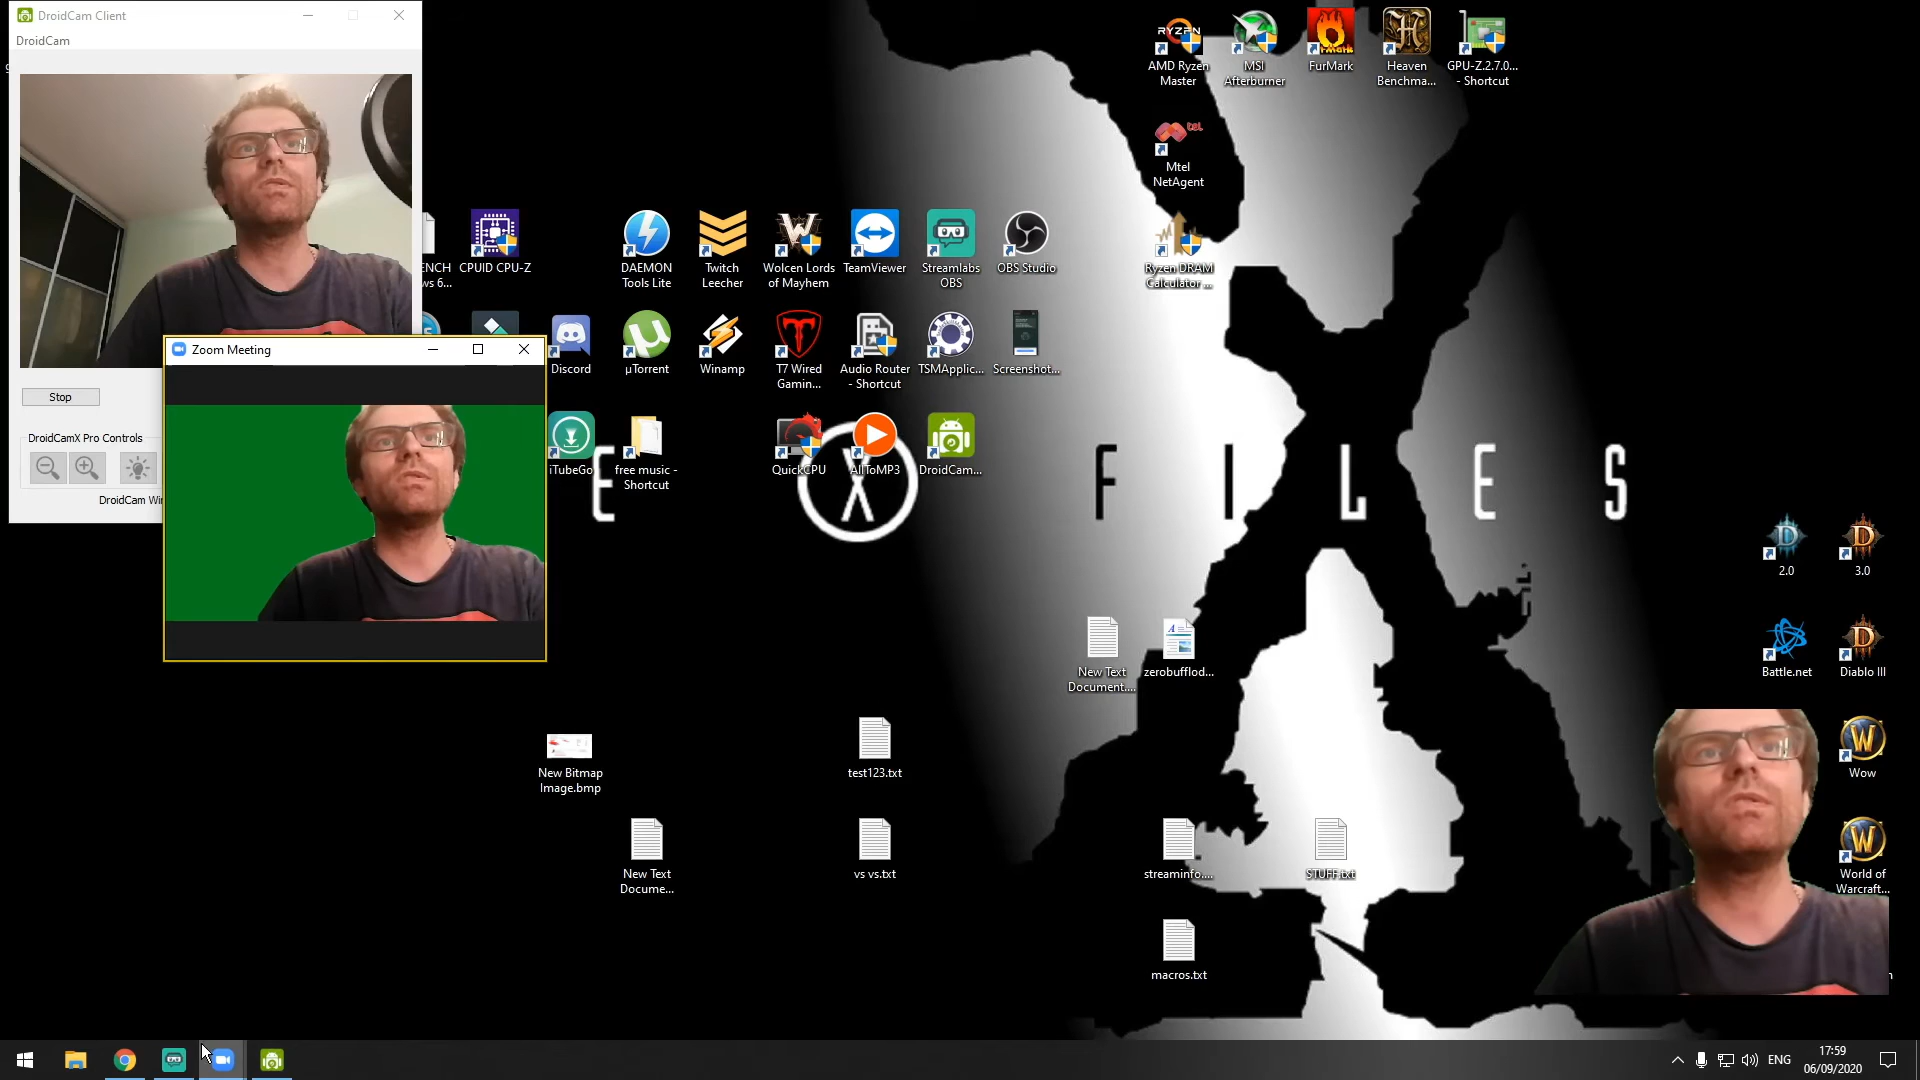 DroidCam Client
DroidCam
Stop
DroidCamX Pro Controls
DroidCam Wi
Zoom Meeting
ENCH
ws 6...
CPUID CPU-Z
DAEMON
Tools Lite
Twitch
Leecher
Wolcen Lords
of Mayhem
TeamViewer
Streamlabs
OBS
OBS Studio
Discord
µTorrent
Winamp
T7 Wired
Gamin...
Audio Router
- Shortcut
TSMApplic...
Screenshot...
iTubeGo
free music -
Shortcut
QuickCPU
AllToMP3
DroidCam...
RYZEN
AMD Ryzen
Master
MSI
Afterburner
FurMark
Heaven
Benchma...
GPU-Z.2.7.0...
- Shortcut
tel
Mtel
NetAgent
Ryzen DRAM
Calculator ...
E X FILES
2.0
3.0
New Text
Document....
zerobufflod...
Battle.net
Diablo III
New Bitmap
Image.bmp
test123.txt
Wow
New Text
Docume...
vs vs.txt
streaminfo....
STUFF.txt
World of
Warcraft...
macros.txt
ENG
17:59
06/09/2020